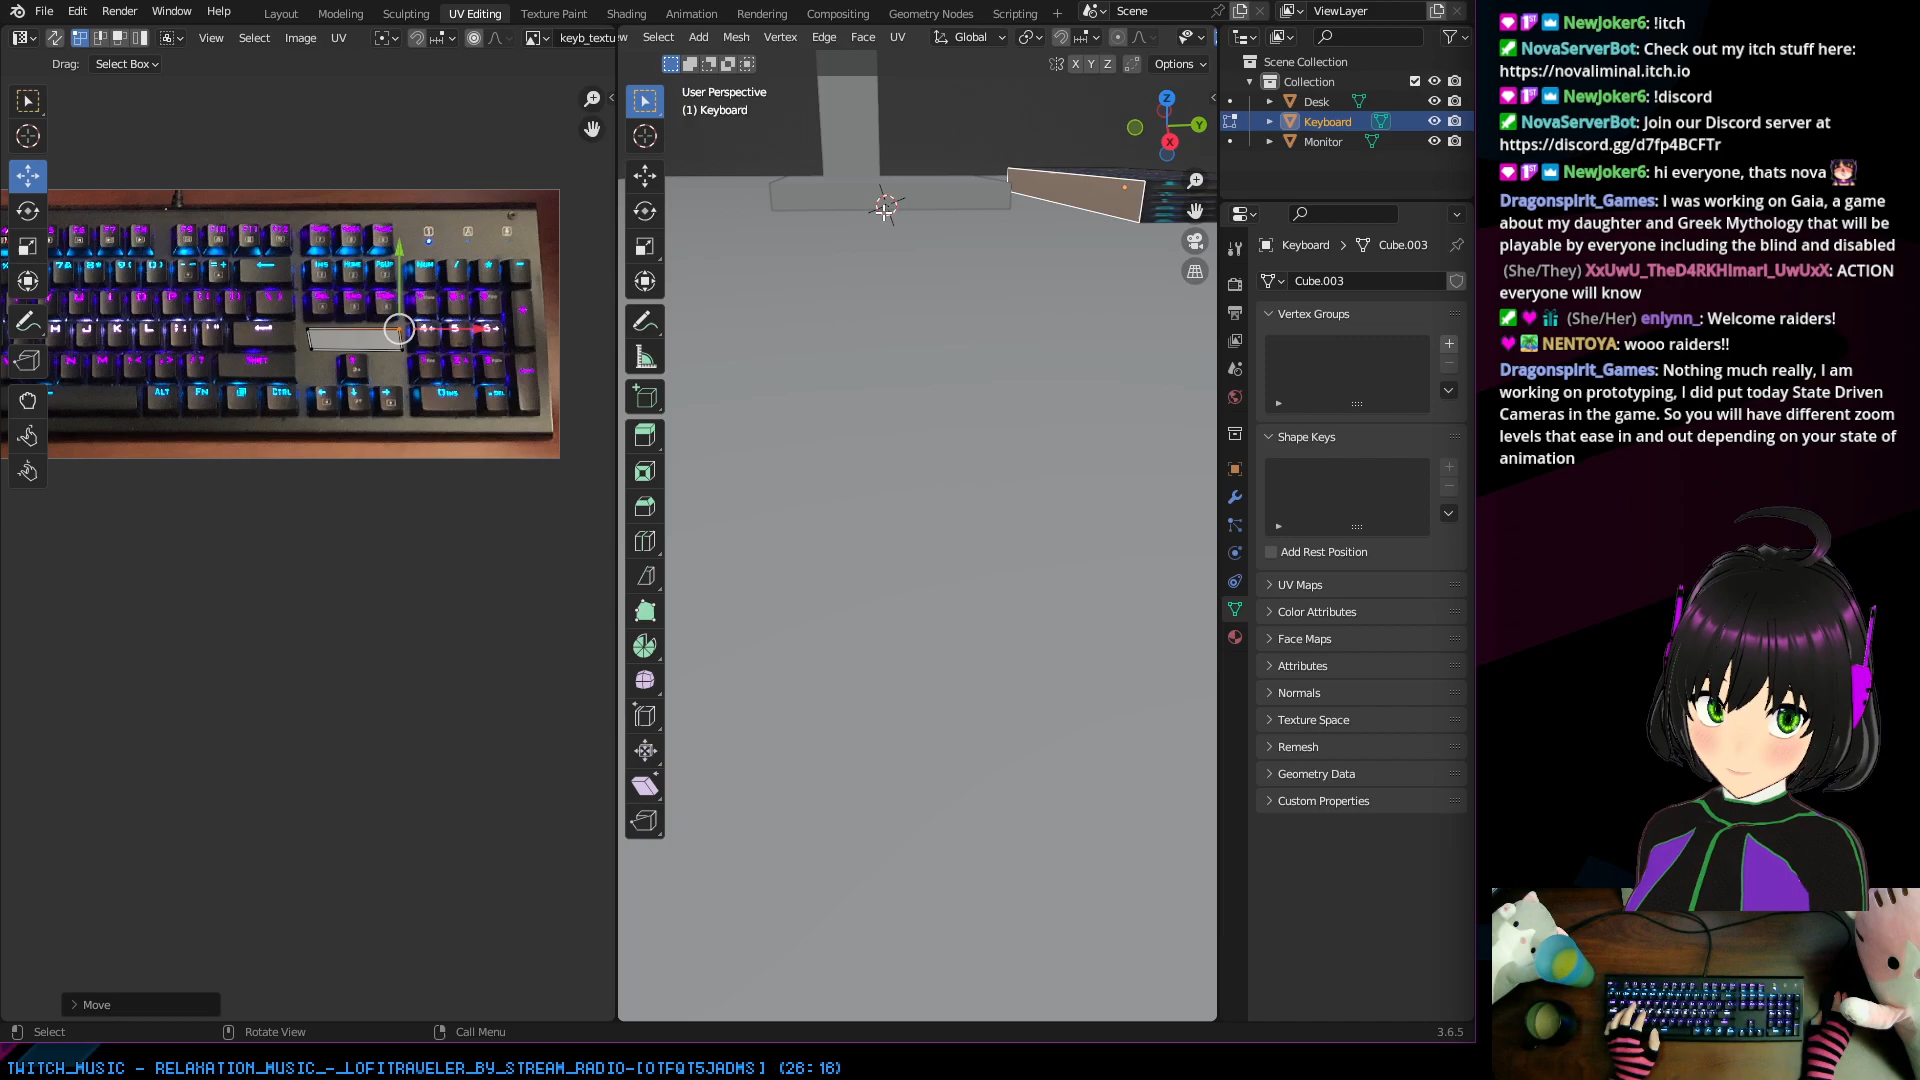 File Edit Render Window Help Layout Modeling Sculpting UV Editing Texture Paint Shading Animation Rendering Compositing Geometry Nodes Scripting + Scene ViewLayer
View Select Image UV keyb_textu
Select Add Mesh Vertex Edge Face UV Global
Drag: Select Box
X Y Z Options
User Perspective
(1) Keyboard
Z
Y
X
Scene Collection
Collection
Desk
Keyboard
Monitor
Keyboard > Cube.003
Cube.003
Vertex Groups
Shape Keys
Add Rest Position
UV Maps
Color Attributes
Face Maps
Attributes
Normals
Texture Space
Remesh
Geometry Data
Custom Properties
ALT FN CTRL
Move
Select Rotate View Call Menu
3.6.5
NewJoker6: !itch
NovaServerBot: Check out my itch stuff here:
https://novaliminal.itch.io
NewJoker6: !discord
NovaServerBot: Join our Discord server at
https://discord.gg/d7fp4BCFTr
NewJoker6: hi everyone, thats nova
Dragonspirit_Games: I was working on Gaia, a game
about my daughter and Greek Mythology that will be
playable by everyone including the blind and disabled
(She/They) XxUwU_TheD4RKHImarI_UwUxX: ACTION
everyone will know
(She/Her) enlynn_: Welcome raiders!
NENTOYA: wooo raiders!!
Dragonspirit_Games: Nothing much really, I am
working on prototyping, I did put today State Driven
Cameras in the game. So you will have different zoom
levels that ease in and out depending on your state of
animation
TWITCH_MUSIC - RELAXATION_MUSIC_-_LOFITRAVELER_BY_STREAM_RADIO-[OTFQT5JADMS] (26:16)